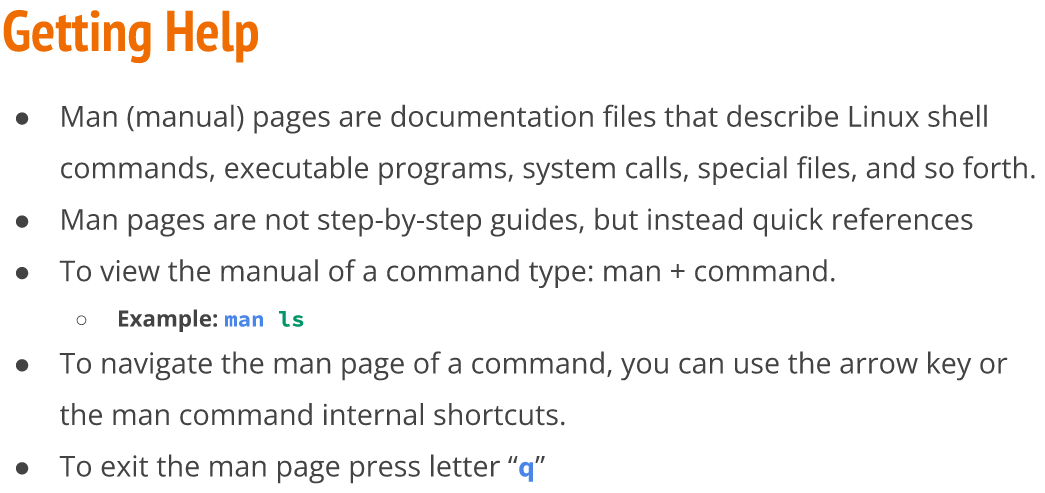 Getting Help
● Man (manual) pages are documentation files that describe Linux shell
commands, executable programs, system calls, special files, and so forth.
● Man pages are not step-by-step guides, but instead quick references
● To view the manual of a command type: man + command.
○ Example: man ls
● To navigate the man page of a command, you can use the arrow key or
the man command internal shortcuts.
● To exit the man page press letter “q”